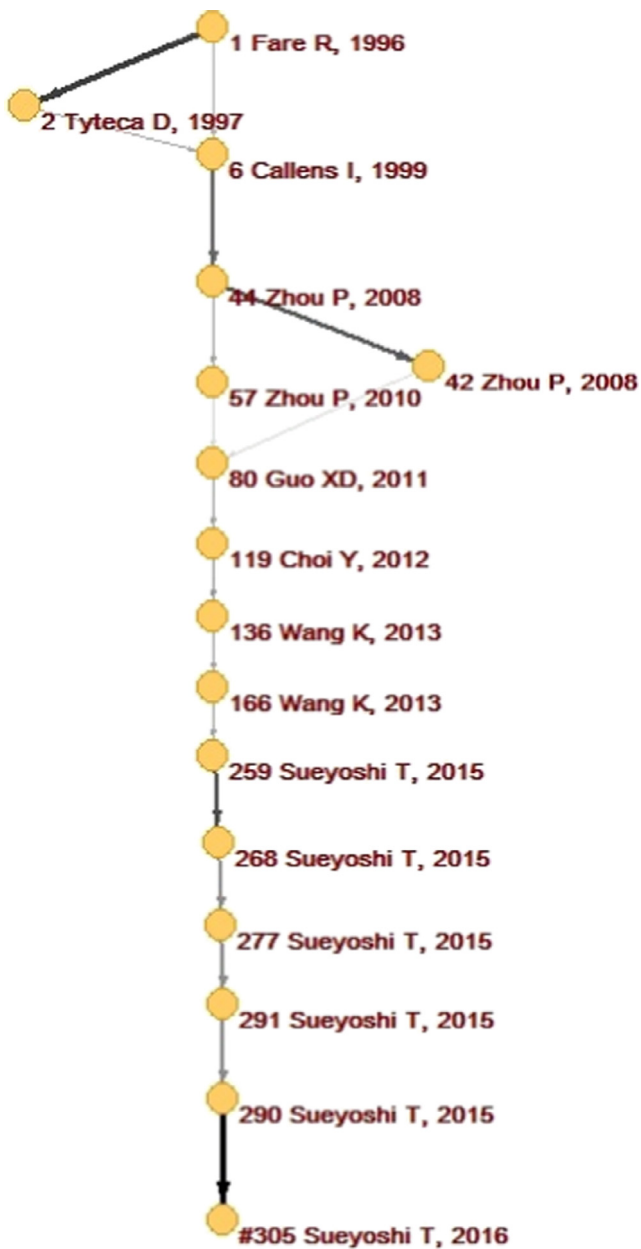 1 Fare R, 1996
2 Tyteca D, 1997
6 Callens I, 1999
44 Zhou P, 2008
42 Zhou P, 2008
57 Zhou P, 2010
80 Guo XD, 2011
119 Choi Y, 2012
136 Wang K, 2013
166 Wang K, 2013
259 Sueyoshi T, 2015
268 Sueyoshi T, 2015
277 Sueyoshi T, 2015
291 Sueyoshi T, 2015
290 Sueyoshi T, 2015
#305 Sueyoshi T, 2016